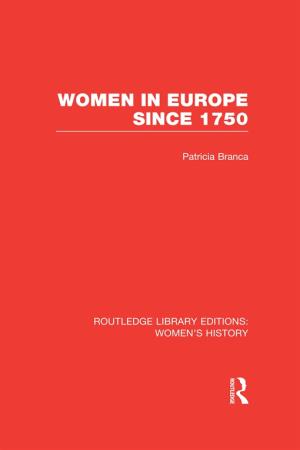 WOMEN IN EUROPE
SINCE 1750
Patricia Branca
ROUTLEDGE LIBRARY EDITIONS:
WOMEN'S HISTORY
ROUTLEDGE